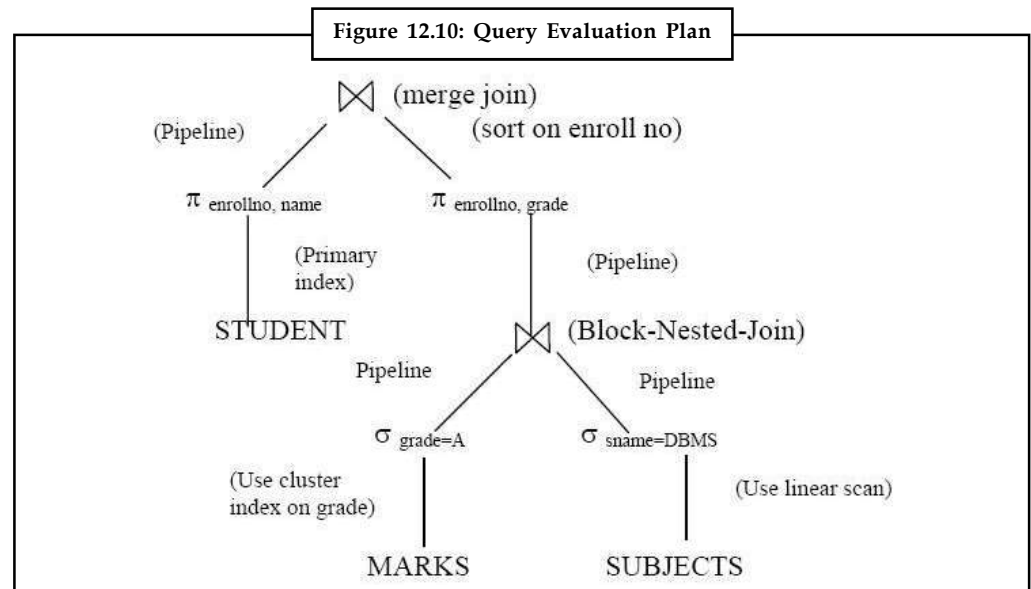 Figure 12.10: Query Evaluation Plan
⋈ (merge join)
(sort on enroll no)
(Pipeline)
π enrollno, name
π enrollno, grade
(Primary
index)
(Pipeline)
STUDENT
⋈ (Block-Nested-Join)
Pipeline
Pipeline
σ grade=A
σ sname=DBMS
(Use cluster
index on grade)
(Use linear scan)
MARKS
SUBJECTS